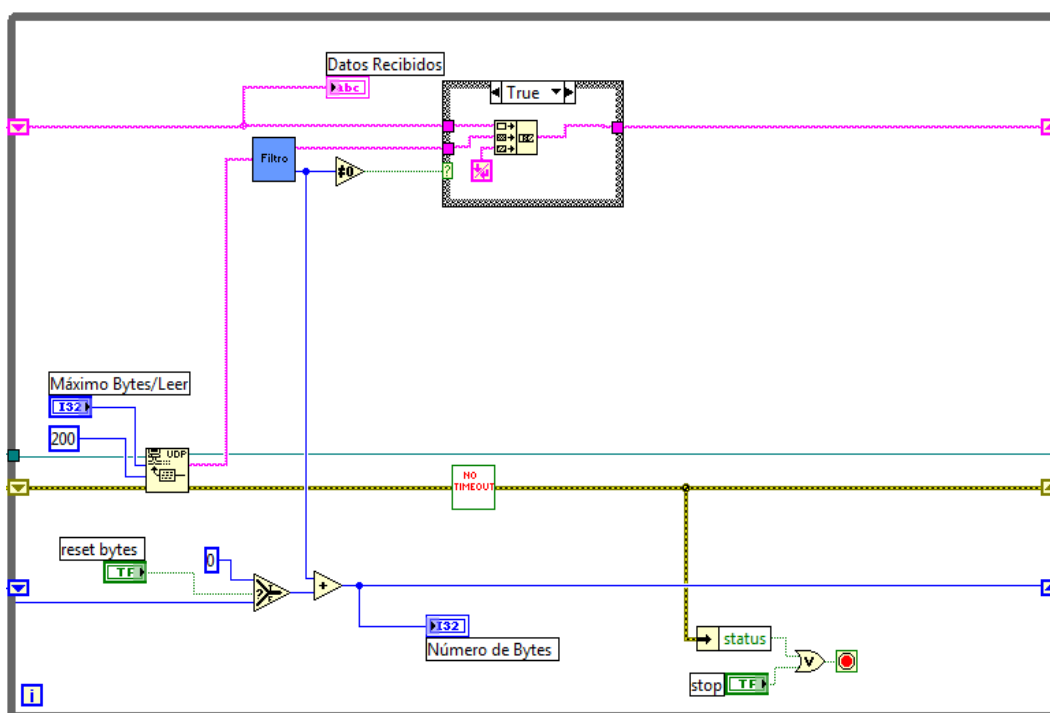 Datos Recibidos
abc
True
Filtro
≠0
?
Máximo Bytes/Leer
I32
200
UDP
NO
TIMEOUT
reset bytes
TF
0
?
T
F
+
I32
Número de Bytes
status
V
stop
TF
i